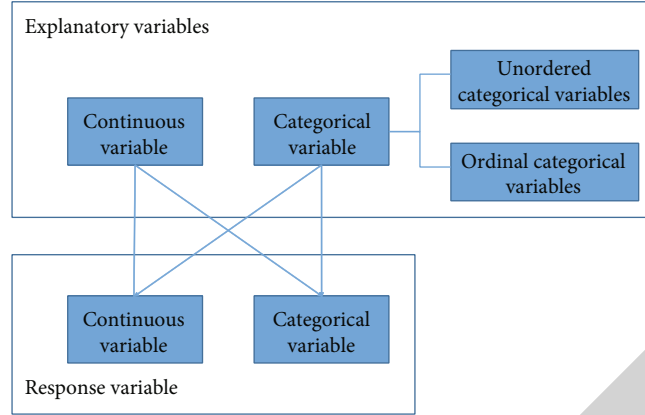 Explanatory variables
Unordered
categorical variables
Continuous
variable
Categorical
variable
Ordinal categorical
variables
Continuous
variable
Categorical
variable
Response variable